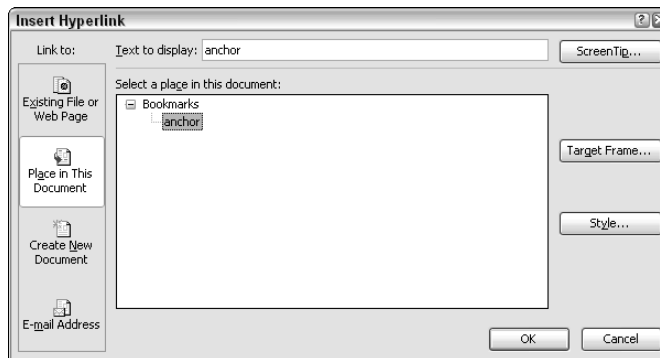 Insert Hyperlink
Link to:
Text to display: anchor
ScreenTip...
Select a place in this document:
Existing File or
Web Page
Bookmarks
anchor
Place in This
Document
Target Frame...
Style...
Create New
Document
E-mail Address
OK
Cancel